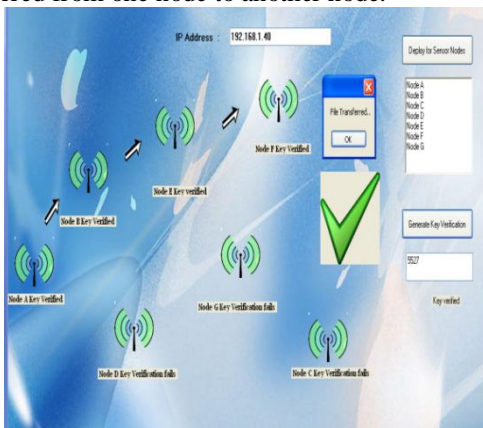 rred from one node to another node.
IP Address : 192.168.1.40
Deploy for Sensor Nodes
Node A
Node B
Node C
Node D
Node E
Node F
Node G
File Transferred...
OK
Node F Key Verified
Node E Key verified
Node B Key Verified
Generate Key Verification
5527
Key verified
Node A Key Verified
Node G Key Verification fails
Node D Key Verification fails
Node C Key Verification fails